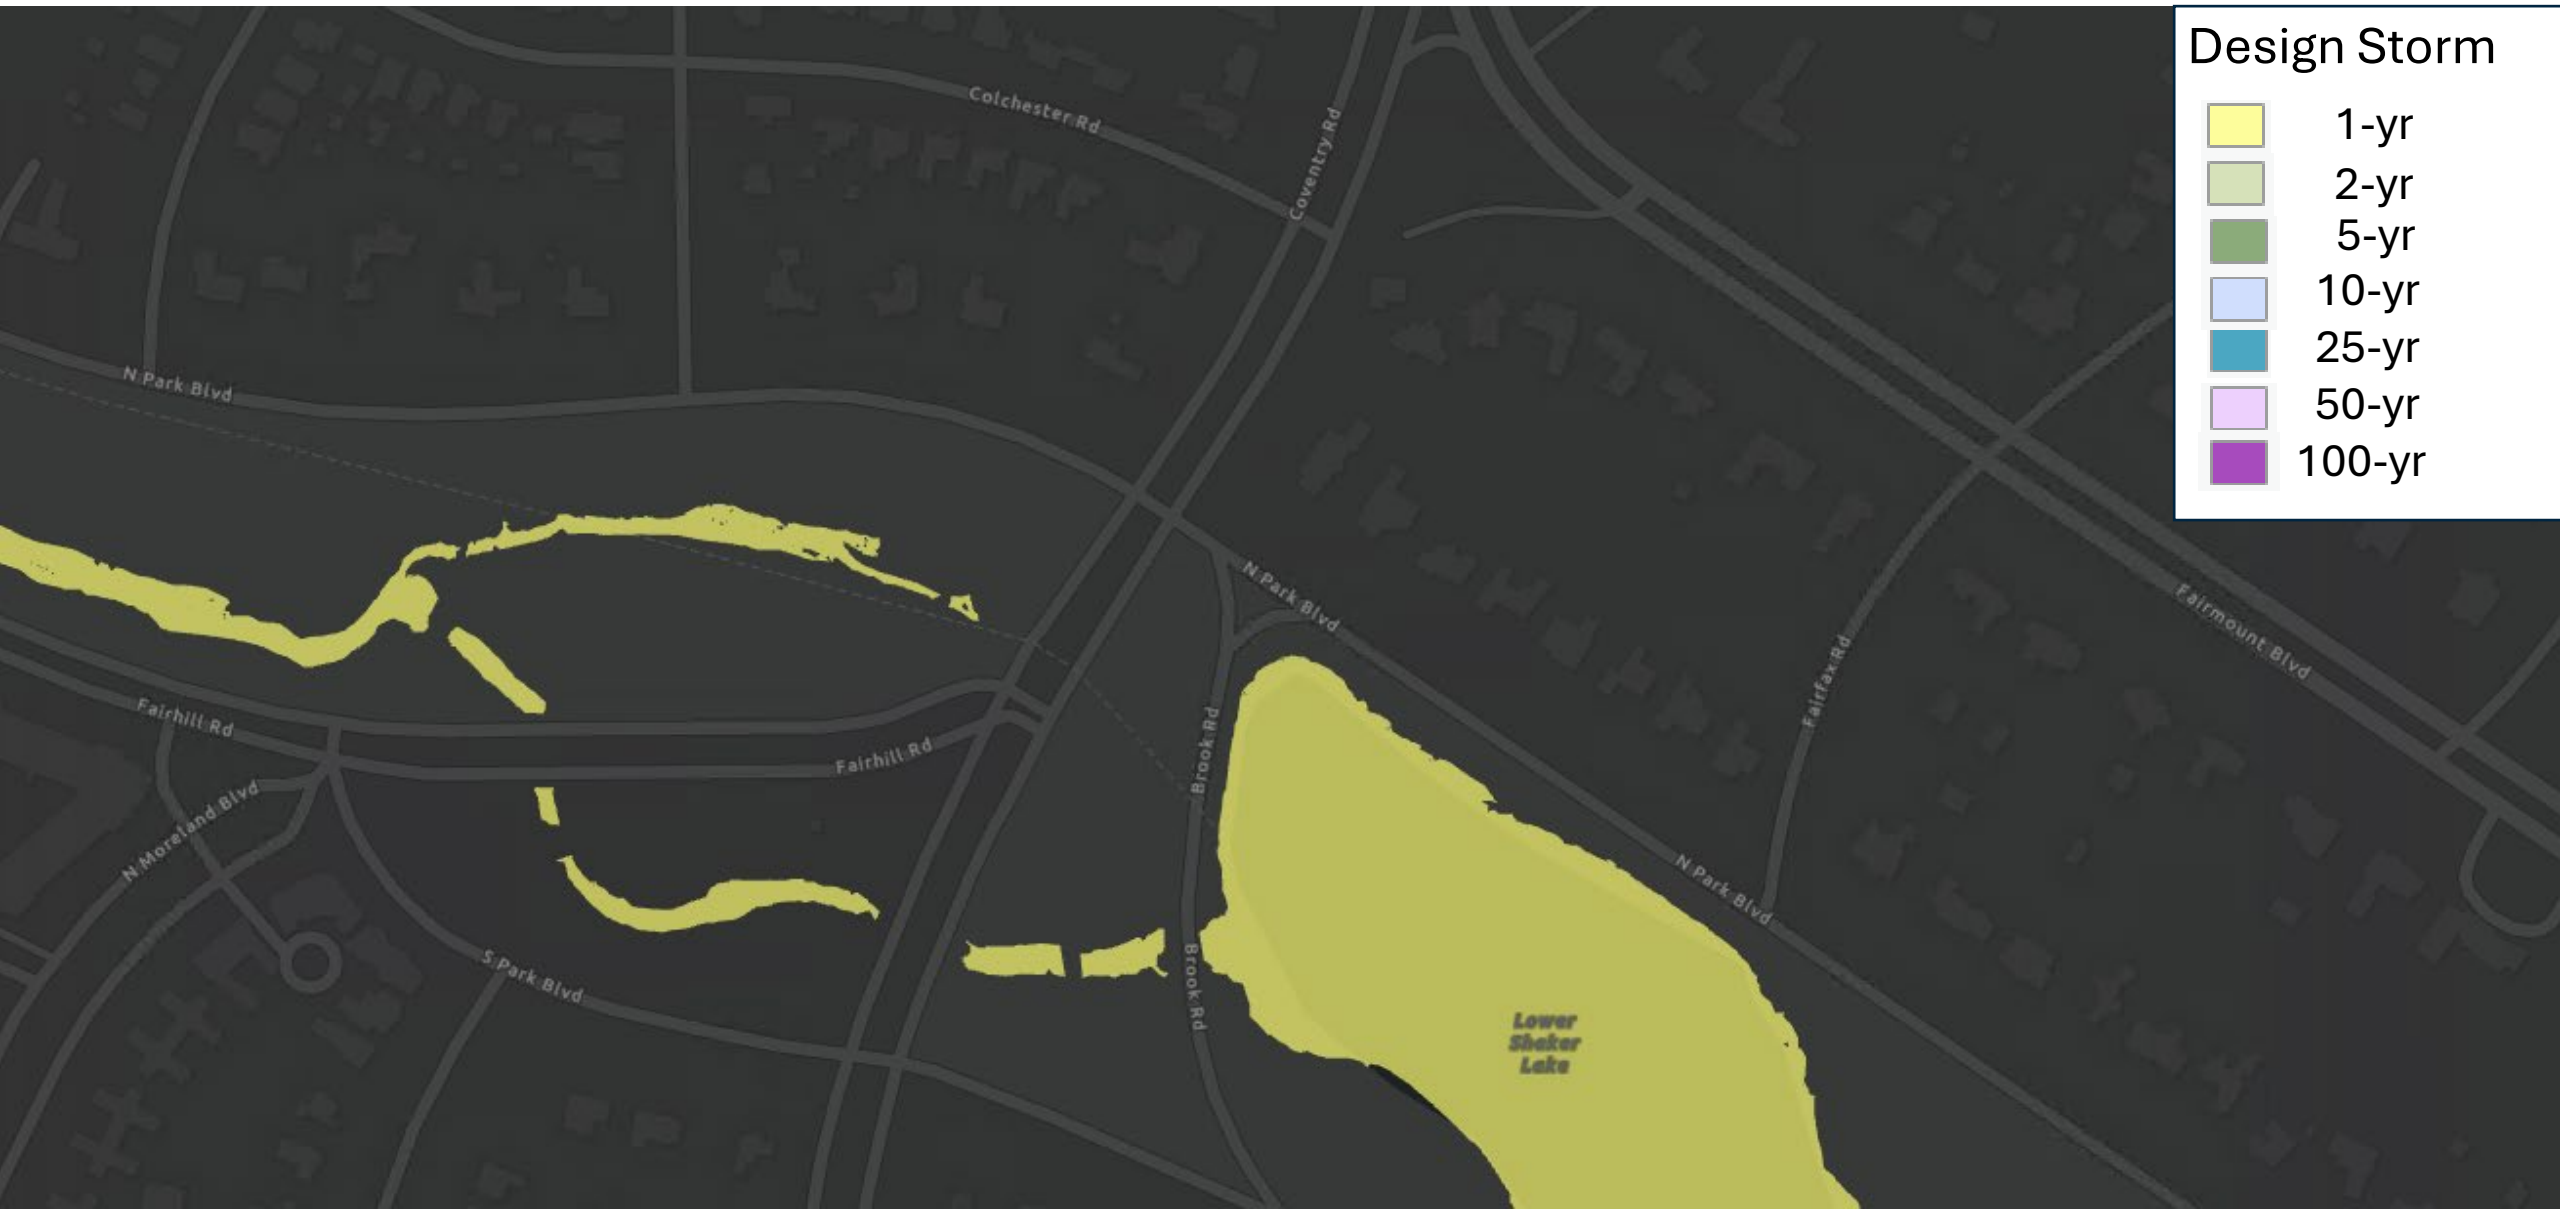 Design Storm
1-yr
2-yr
5-yr
10-yr
25-yr
50-yr
100-yr
Colchester Rd
Coventry Rd
N Park Blvd
N Park Blvd
Fairmount Blvd
Fairfax Rd
Fairhill Rd
Brook Rd
Fairhill Rd
N Moreland Blvd
N Park Blvd
S Park Blvd
Brook Rd
Lower
Shaker
Lake